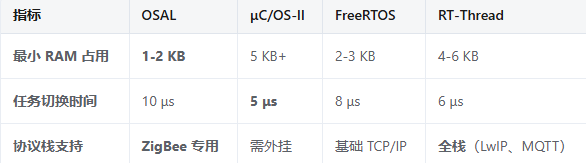 指标 OSAL μC/OS-II FreeRTOS RT-Thread
最小 RAM 占用 1-2 KB 5 KB+ 2-3 KB 4-6 KB
任务切换时间 10 μs 5 μs 8 μs 6 μs
协议栈支持 ZigBee 专用 需外挂 基础 TCP/IP 全栈（LwIP、MQTT）